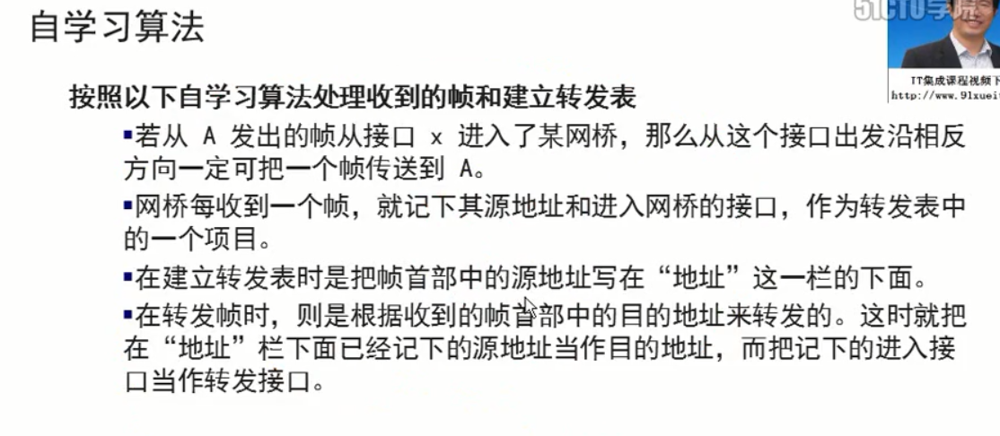 51CTO学院
自学习算法
IT集成课程视频下
http://www.91xuei
按照以下自学习算法处理收到的帧和建立转发表
▪若从 A 发出的帧从接口 x 进入了某网桥，那么从这个接口出发沿相反
方向一定可把一个帧传送到 A。
▪网桥每收到一个帧，就记下其源地址和进入网桥的接口，作为转发表中
的一个项目。
▪在建立转发表时是把帧首部中的源地址写在“地址”这一栏的下面。
▪在转发帧时，则是根据收到的帧首部中的目的地址来转发的。这时就把
在“地址”栏下面已经记下的源地址当作目的地址，而把记下的进入接
口当作转发接口。